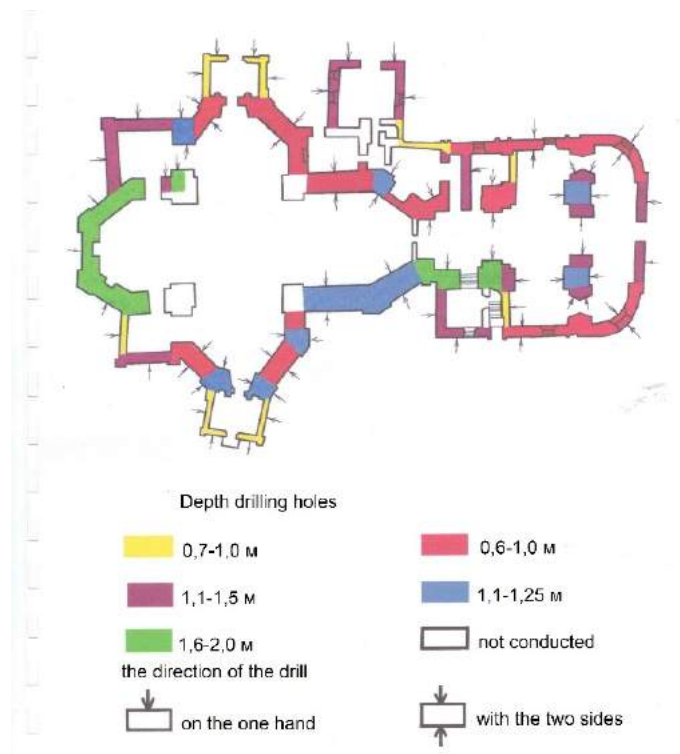 Depth drilling holes
0,7-1,0 м
0,6-1,0 м
1,1-1,5 м
1,1-1,25 м
1,6-2,0 м
not conducted
the direction of the drill
on the one hand
with the two sides